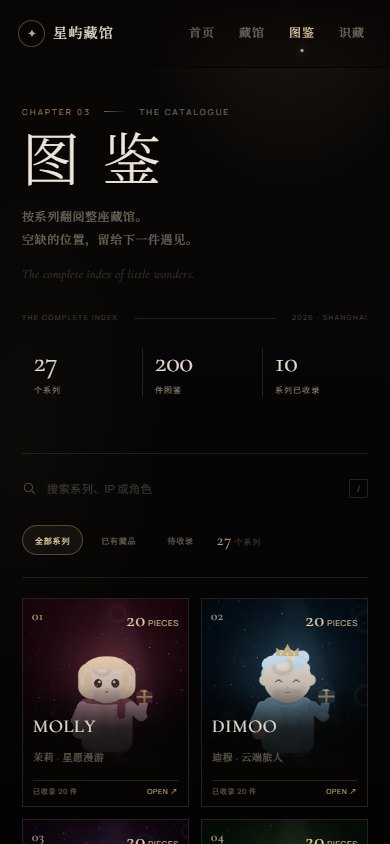 星屿藏馆
首页 藏馆 图鉴 识藏
CHAPTER 03 THE CATALOGUE
图鉴
按系列翻阅整座藏馆。
空缺的位置，留给下一件遇见。
The complete index of little wonders.
THE COMPLETE INDEX 2026 · SHANGHAI
27 200 10
个系列 件图鉴 系列已收录
搜索系列、IP 或角色 /
全部系列 已有藏品 待收录 27 个系列
01 20 PIECES
MOLLY
茉莉 · 星愿漫游
已收录 20 件 OPEN ↗
02 20 PIECES
DIMOO
迪穆 · 云端旅人
已收录 20 件 OPEN ↗
03 20 PIECES
04 20 PIECES